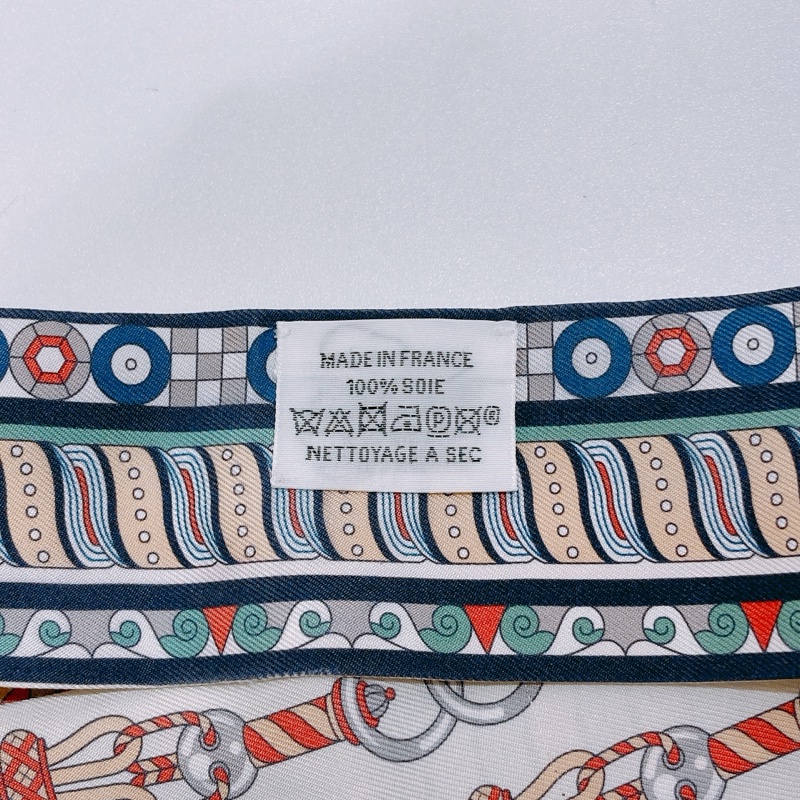 MADE IN FRANCE
100% SOIE
P ®
NETTOYAGE A SEC